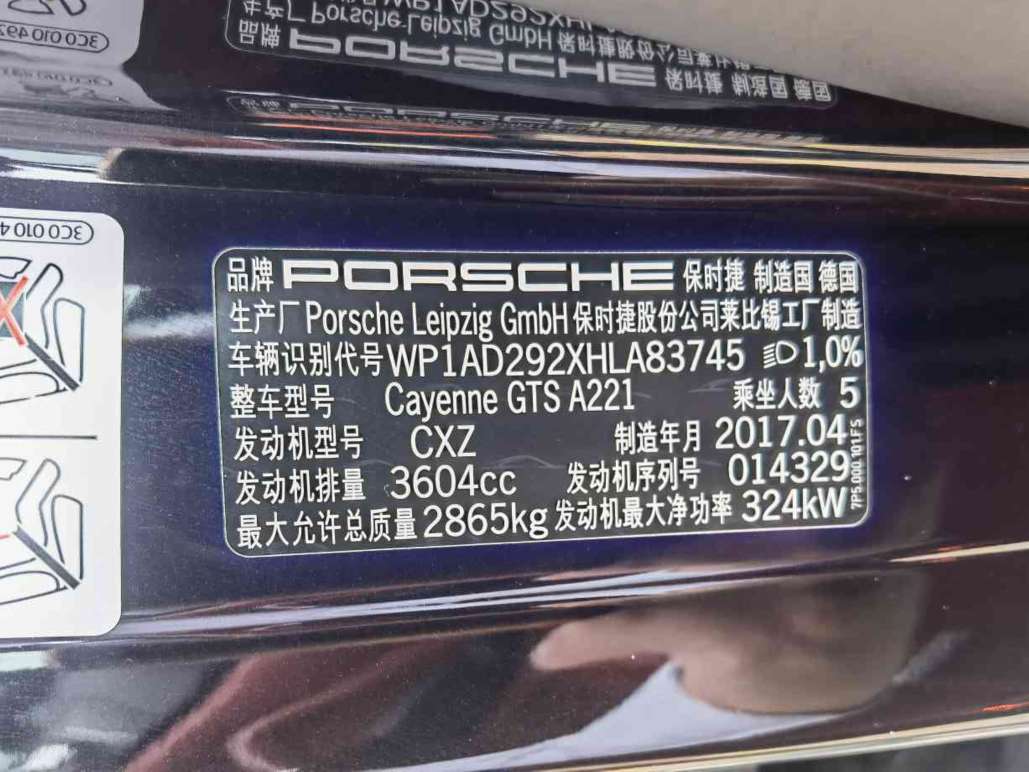 3C0 010 4
品牌 PORSCHE 保时捷 制造国 德国
生产厂 Porsche Leipzig GmbH 保时捷股份公司莱比锡工厂制造
车辆识别代号 WP1AD292XHLA83745 1,0%
整车型号 Cayenne GTS A221 乘坐人数 5
发动机型号 CXZ 制造年月 2017.04
发动机排量 3604cc 发动机序列号 014329
最大允许总质量 2865kg 发动机最大净功率 324kW
7P5.000.101.FS